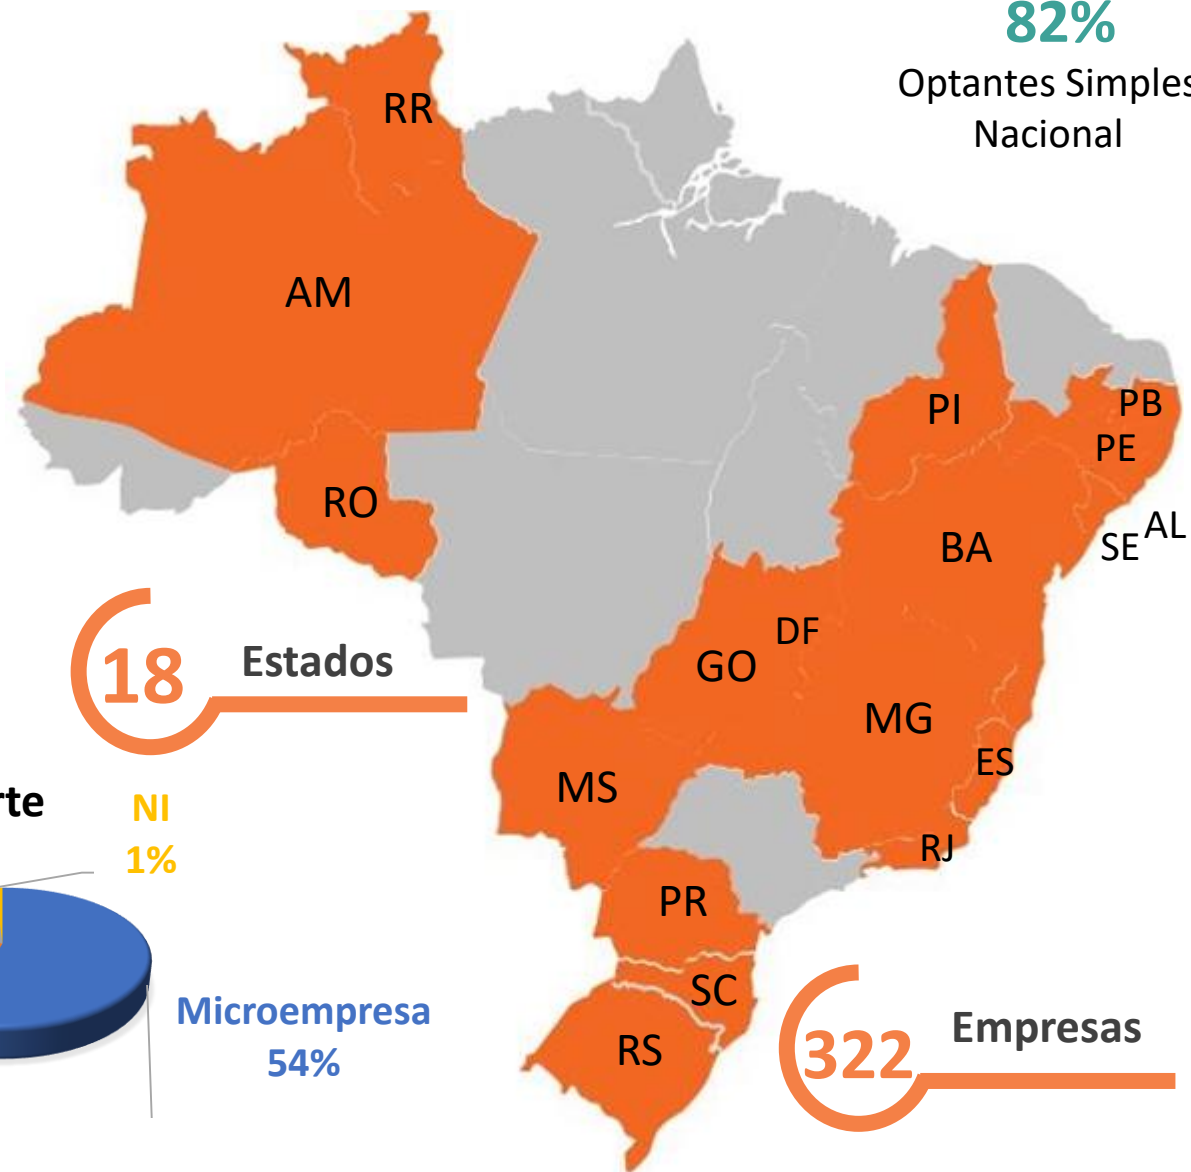 82%
Optantes Simples
Nacional
RR
AM
PI
PB
PE
RO
AL
SE
BA
DF
GO
18
Estados
MG
ES
MS
RJ
rte
NI
1%
PR
SC
Microempresa
54%
RS
322
Empresas